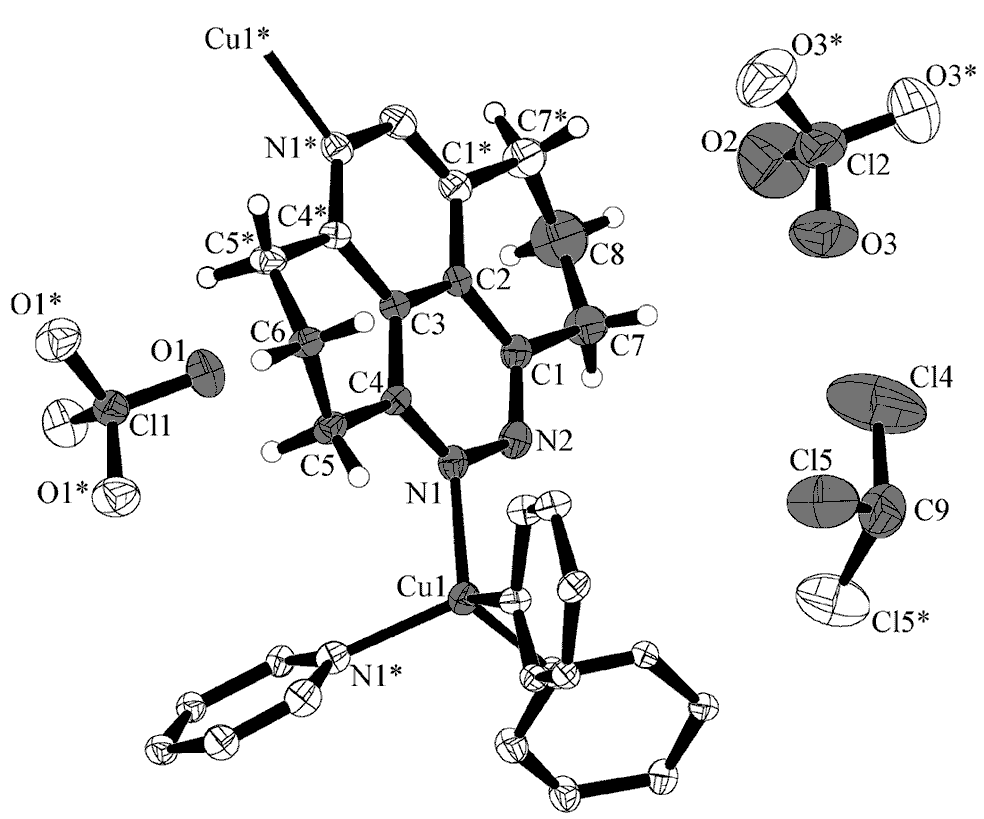 Cu1*
O3*
O3*
O2
Cl2
O3
N1*
C1*
C7*
C4*
C5*
C8
C2
C3
C6
C7
C1
O1*
O1
Cl1
C4
Cl4
N2
C5
N1
Cl5
C9
O1*
Cu1
Cl5*
N1*